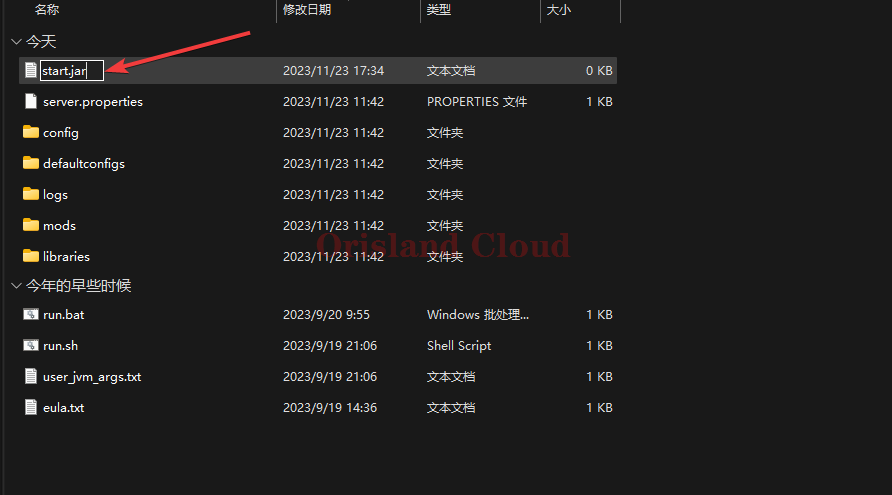 名称 修改日期 类型 大小
今天
start.jar 2023/11/23 17:34 文本文档 0 KB
server.properties 2023/11/23 11:42 PROPERTIES 文件 1 KB
config 2023/11/23 11:42 文件夹
defaultconfigs 2023/11/23 11:42 文件夹
logs 2023/11/23 11:42 文件夹
mods 2023/11/23 11:42 文件夹
Orisland Cloud
libraries 2023/11/23 11:42 文件夹
今年的早些时候
run.bat 2023/9/20 9:55 Windows 批处理... 1 KB
run.sh 2023/9/19 21:06 Shell Script 1 KB
user_jvm_args.txt 2023/9/19 21:06 文本文档 1 KB
eula.txt 2023/9/19 14:36 文本文档 1 KB